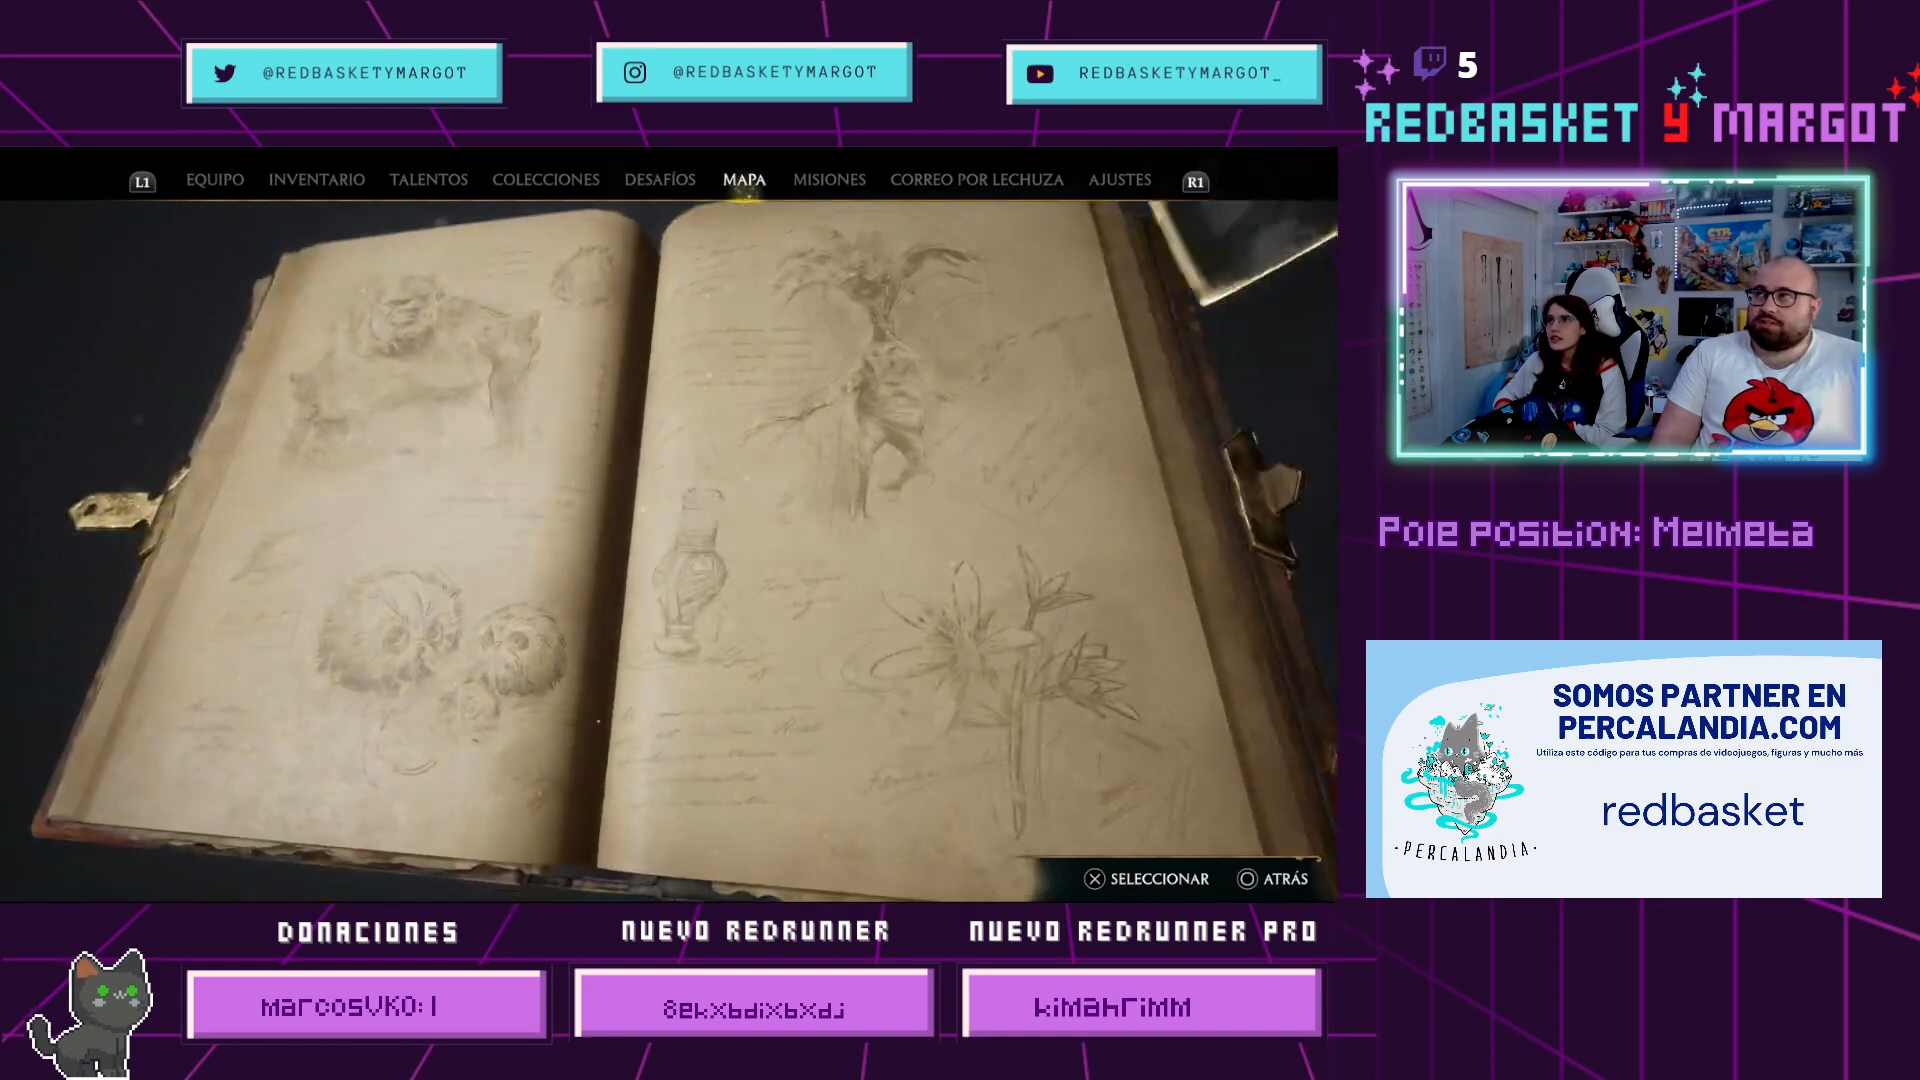 @REDBASKETYMARGOT
@REDBASKETYMARGOT
REDBASKETYMARGOT_
5
REDBASKET Y MARGOT
L1 EQUIPO INVENTARIO TALENTOS COLECCIONES DESAFÍOS MAPA MISIONES CORREO POR LECHUZA AJUSTES R1
Pole position: Melmeta
SOMOS PARTNER EN
PERCALANDIA.COM
Utiliza este código para tus compras de videojuegos, figuras y mucho más
redbasket
·PERCALANDIA·
SELECCIONAR ATRÁS
DONACIONES
NUEVO REDRUNNER
NUEVO REDRUNNER PRO
marcosVKO: 1
8ekxbdixbxdj
kimahrimm